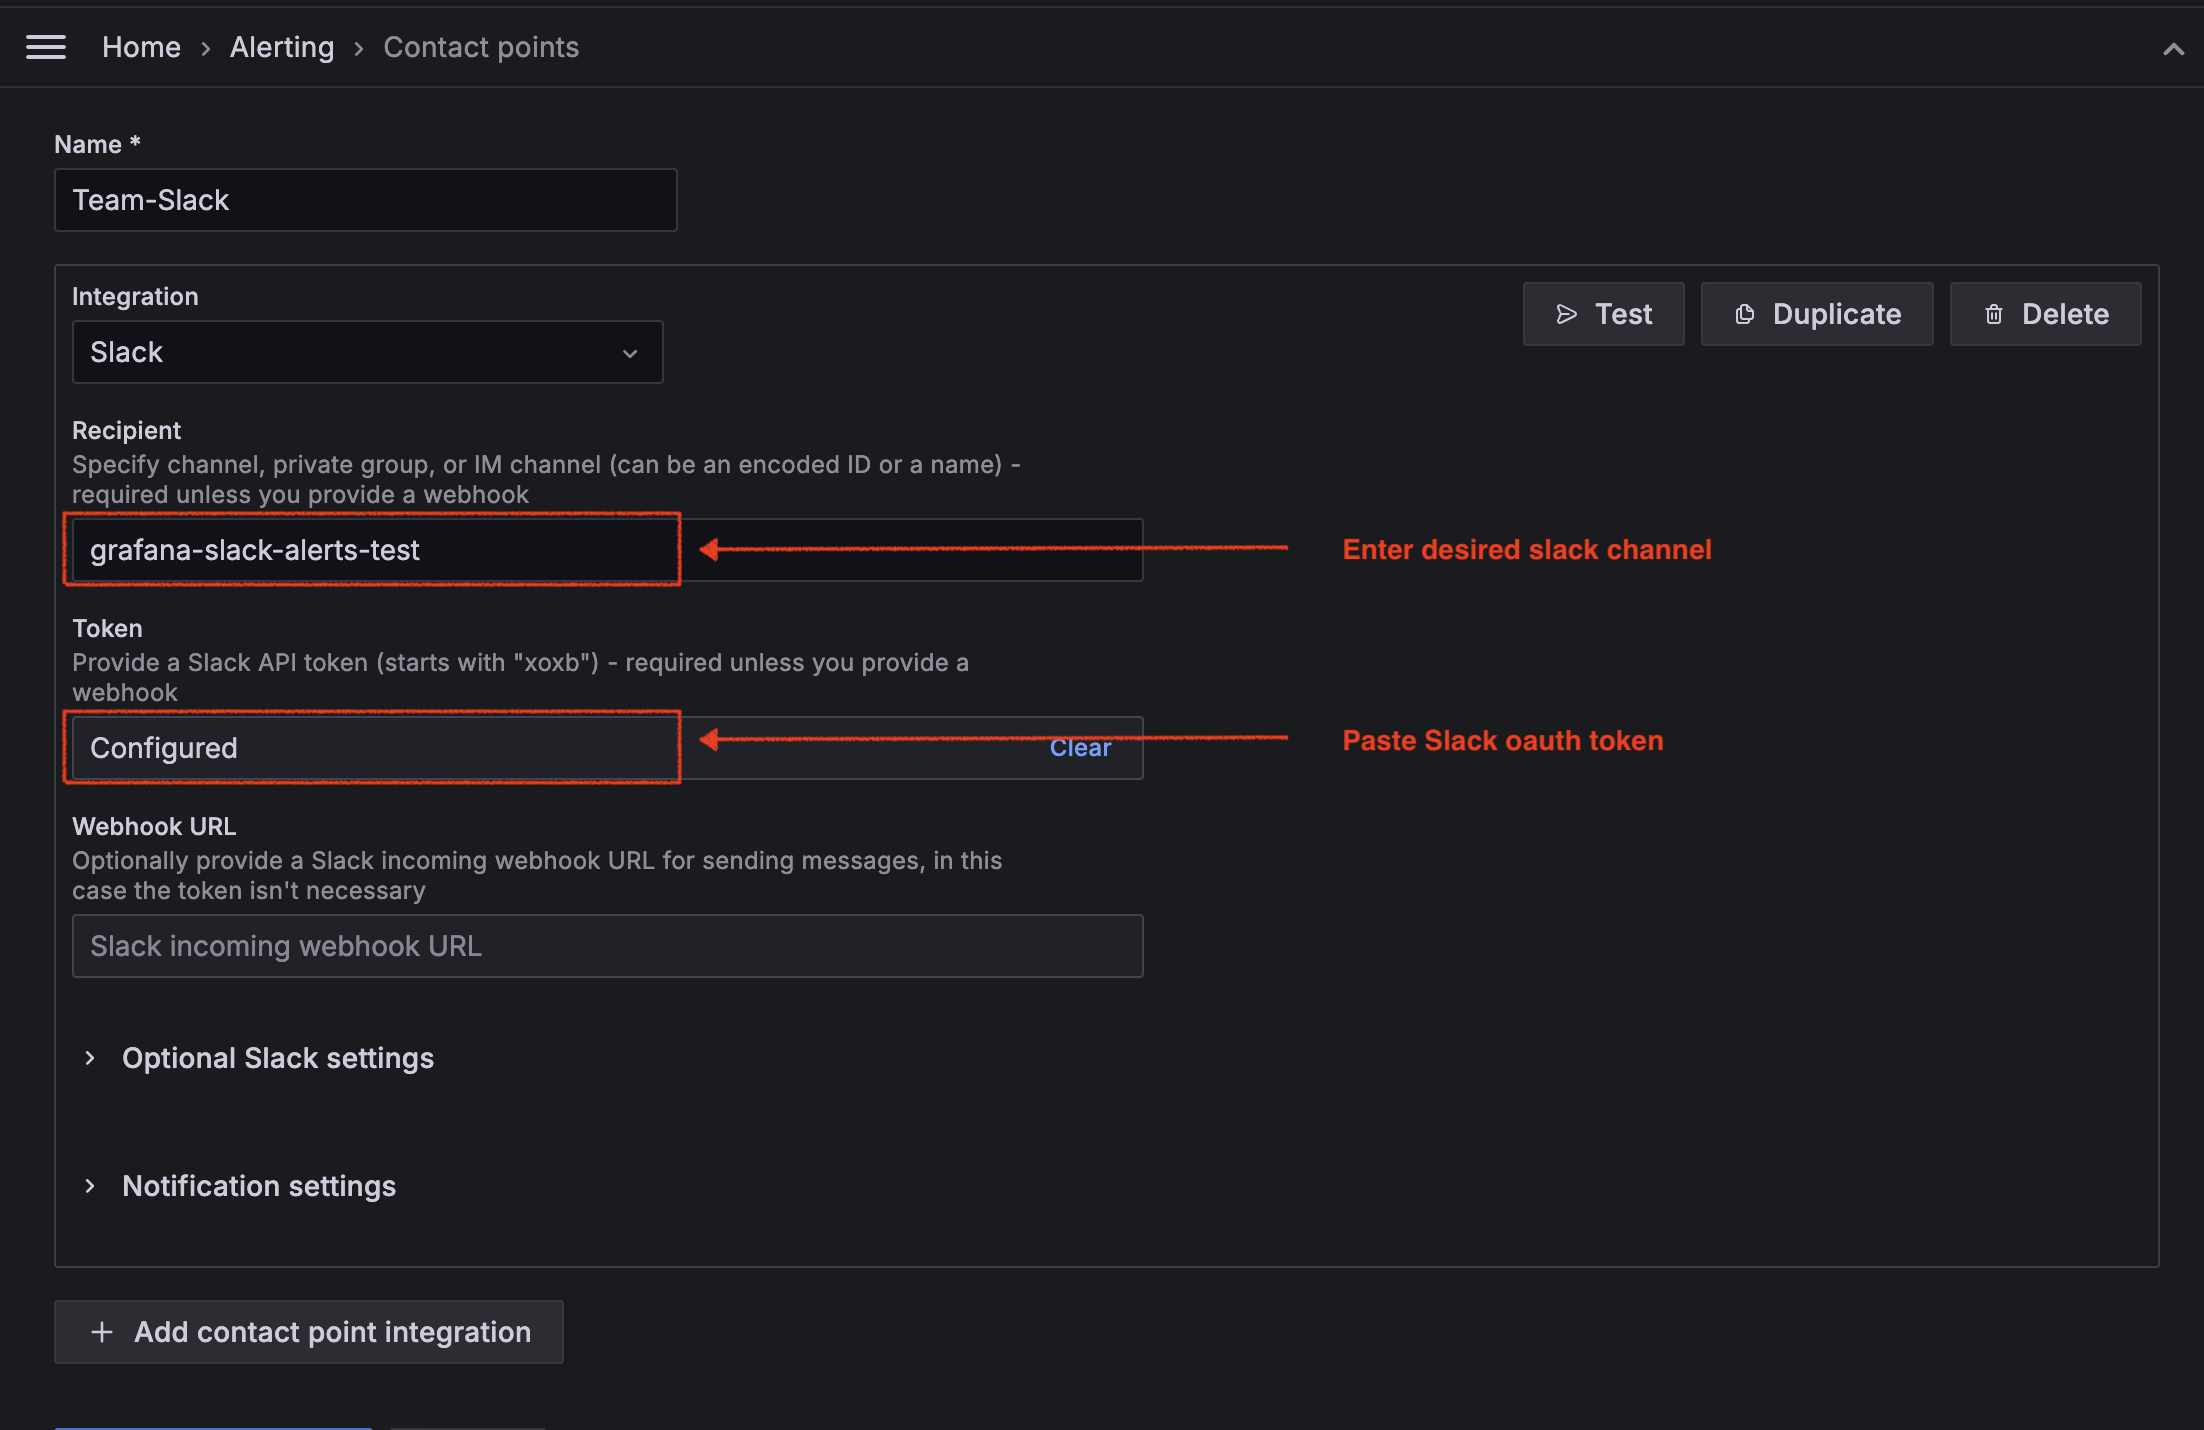 Home > Alerting > Contact points
Name *
Team-Slack
Integration
Test
Duplicate
Delete
Slack
Recipient
Specify channel, private group, or IM channel (can be an encoded ID or a name) -
required unless you provide a webhook
grafana-slack-alerts-test
Enter desired slack channel
Token
Provide a Slack API token (starts with "xoxb") - required unless you provide a
webhook
Configured
Clear
Paste Slack oauth token
Webhook URL
Optionally provide a Slack incoming webhook URL for sending messages, in this
case the token isn't necessary
Slack incoming webhook URL
Optional Slack settings
Notification settings
Add contact point integration